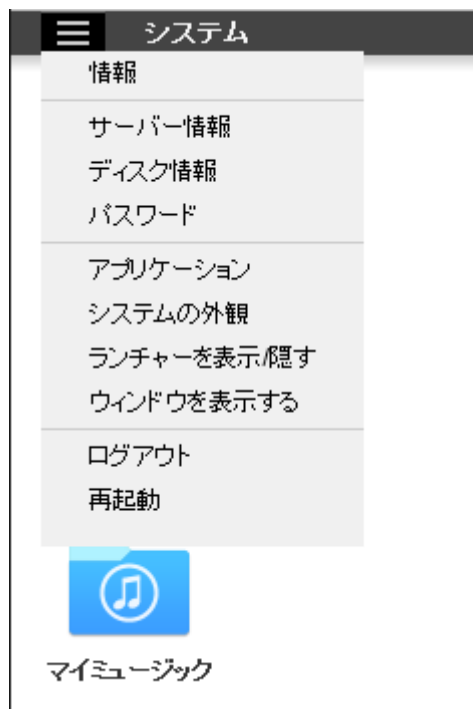 システム
情報
サーバー情報
ディスク情報
パスワード
アプリケーション
システムの外観
ランチャーを表示/隠す
ウィンドウを表示する
ログアウト
再起動
マイミュージック